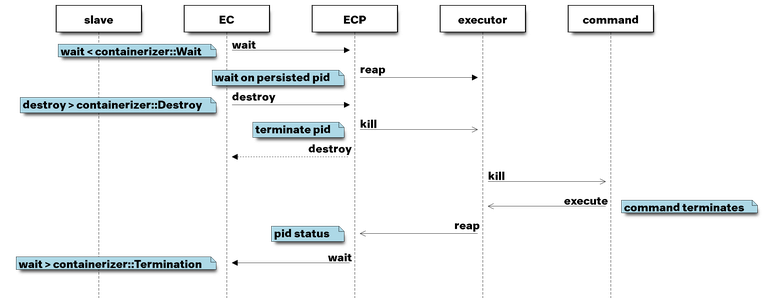 slave EC ECP executor command
wait < containerizer::Wait wait
wait on persisted pid reap
destroy > containerizer::Destroy destroy
terminate pid kill
destroy
kill
execute command terminates
pid status reap
wait > containerizer::Termination wait